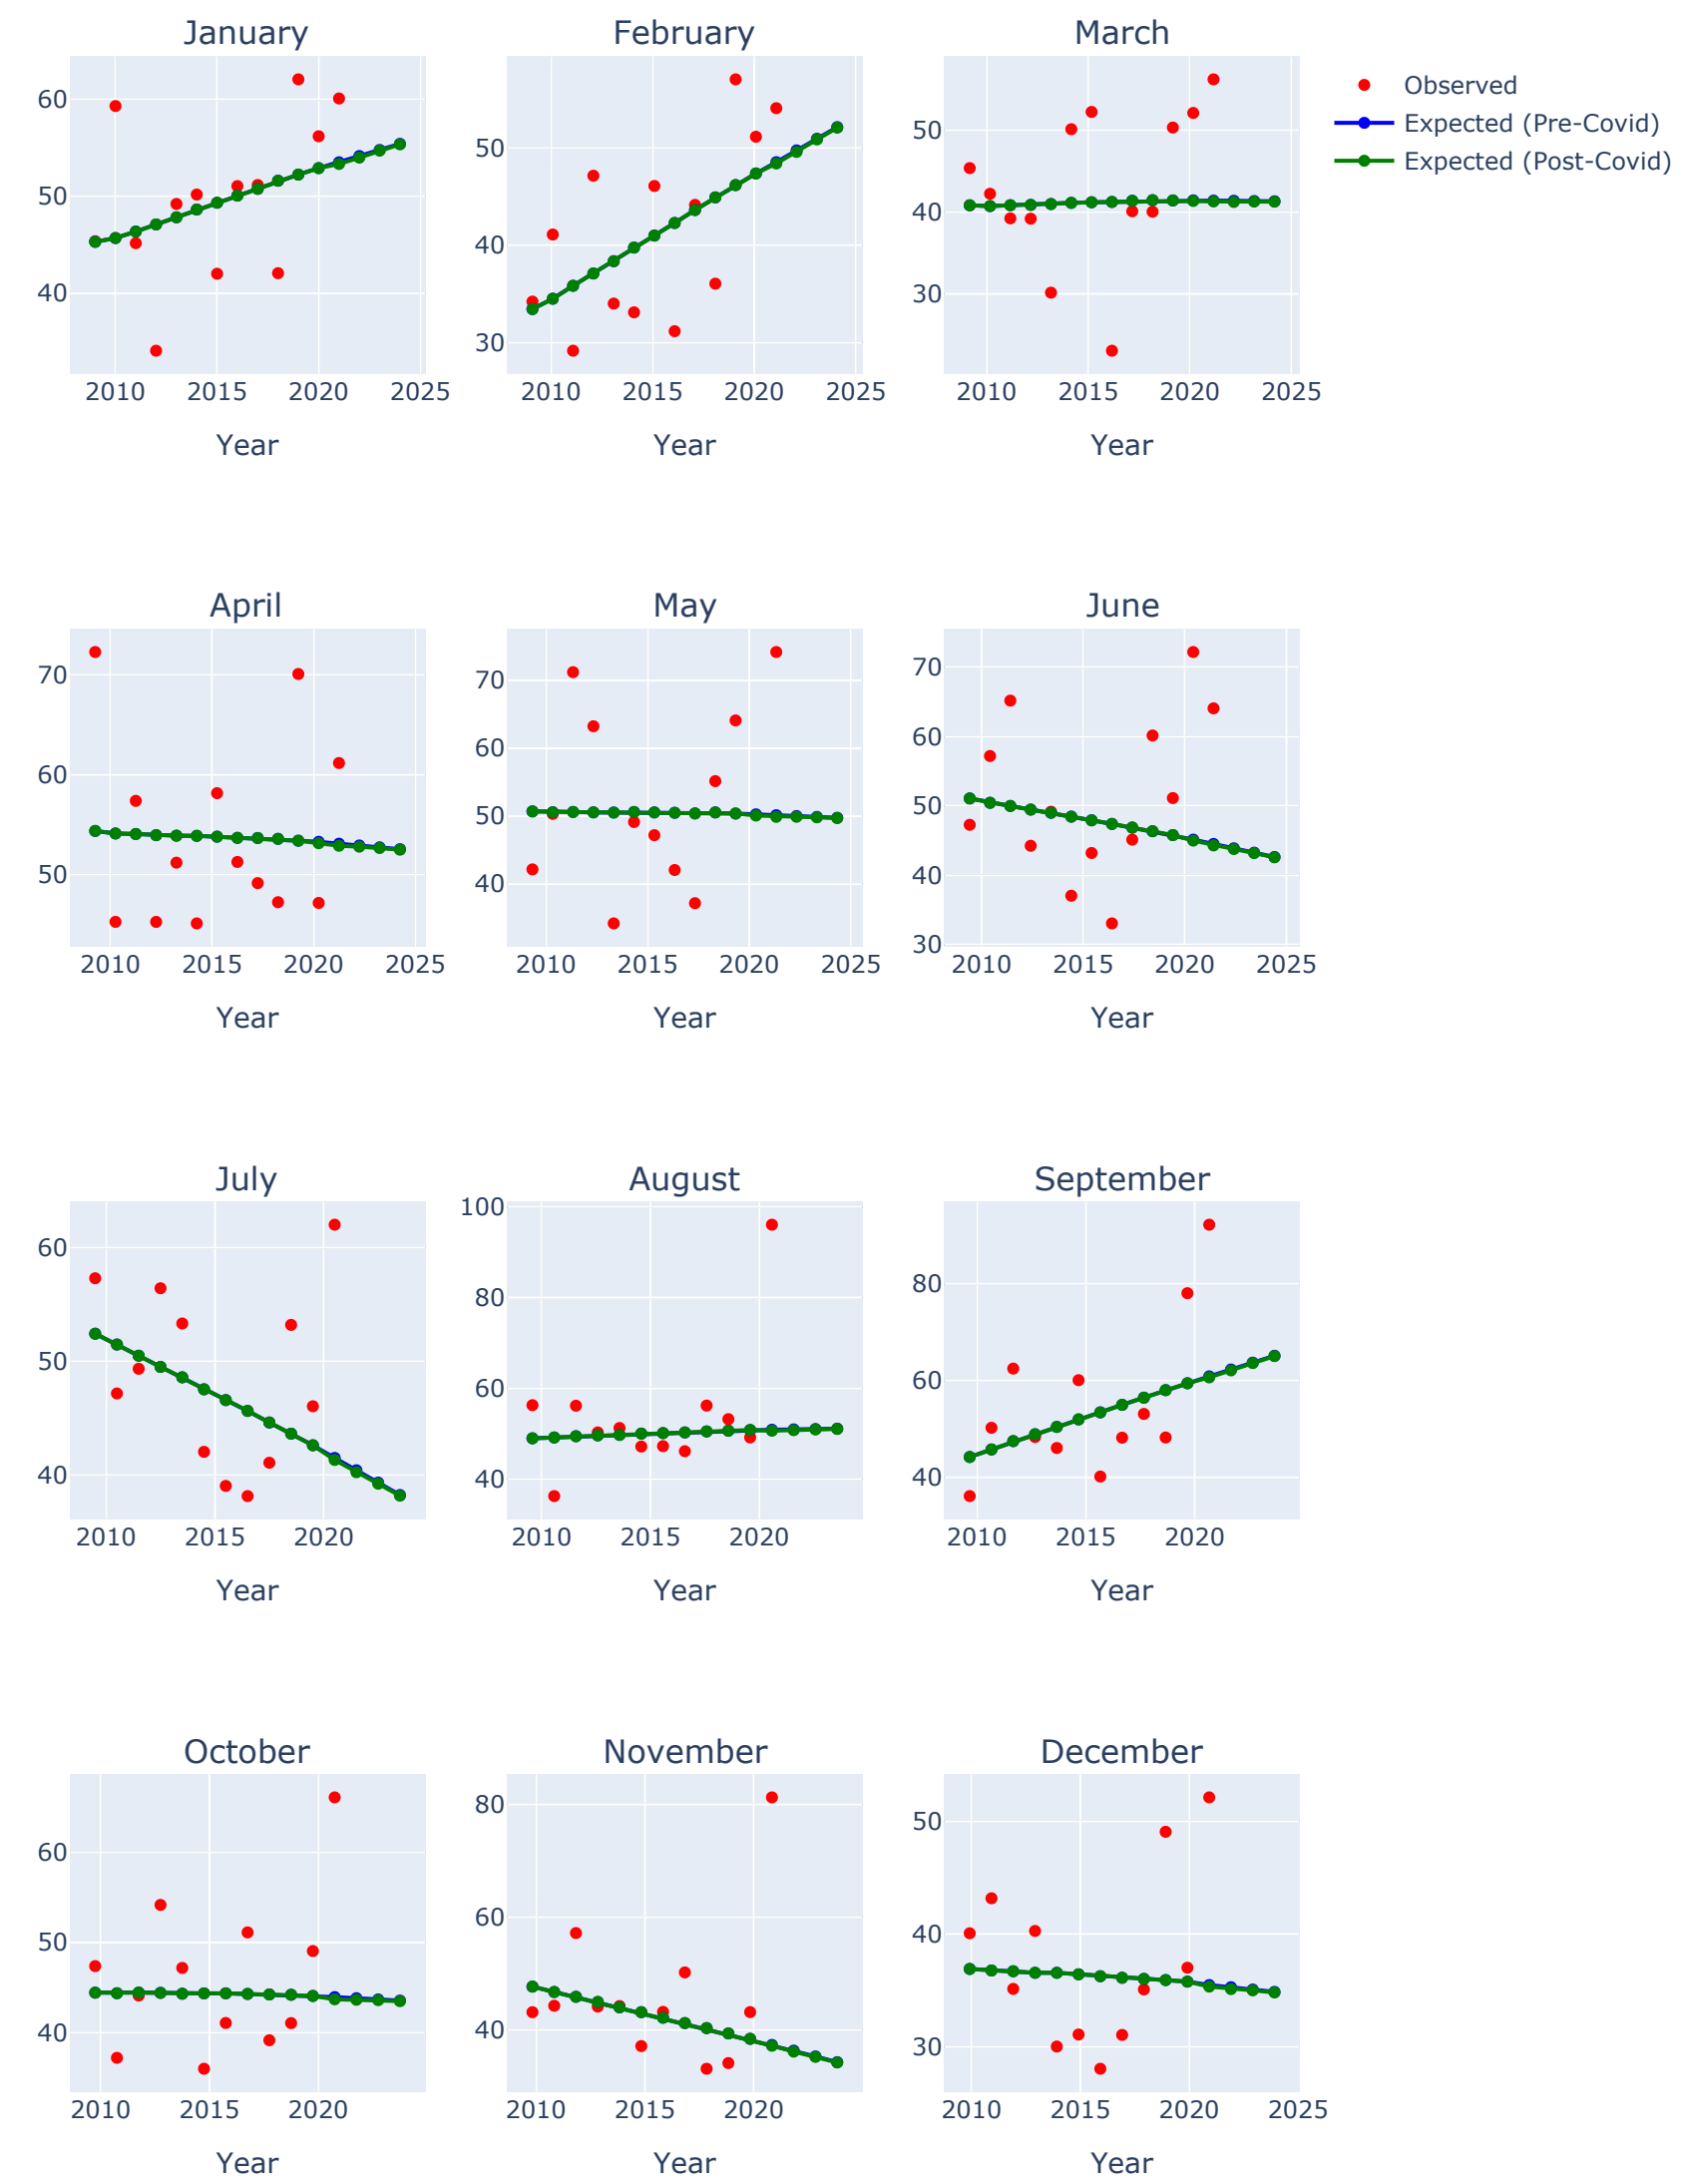 January February March
60 50 40
50 40 30
50 40 30
2010 2015 2020 2025 2010 2015 2020 2025 2010 2015 2020 2025
Year Year Year
Observed
Expected (Pre-Covid)
Expected (Post-Covid)
April May June
70 60 50
70 60 50 40
70 60 50 40 30
2010 2015 2020 2025 2010 2015 2020 2025 2010 2015 2020 2025
Year Year Year
July August September
60 50 40
100 80 60 40
80 60 40
2010 2015 2020 2010 2015 2020 2010 2015 2020
Year Year Year
October November December
60 50 40
80 60 40
50 40 30
2010 2015 2020 2010 2015 2020 2010 2015 2020 2025
Year Year Year